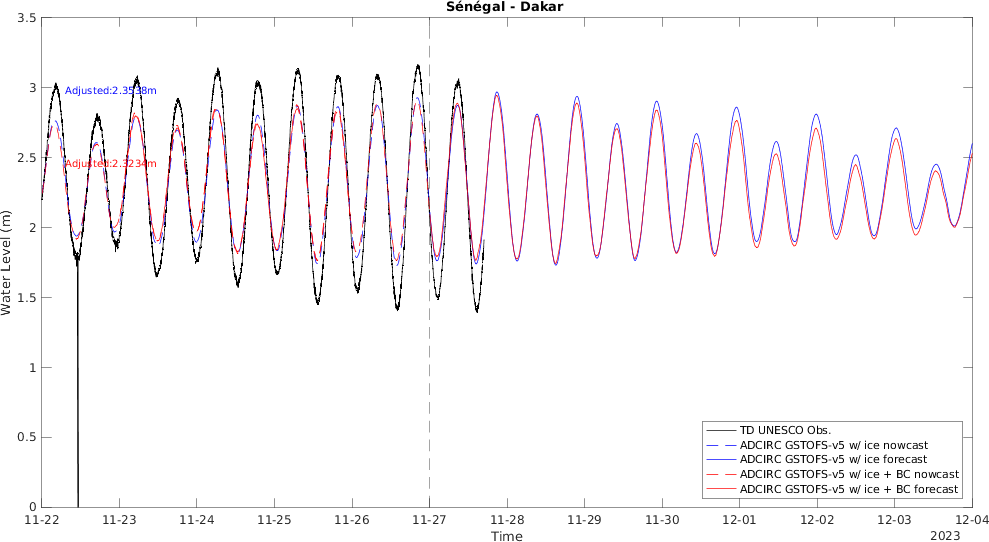 Sénégal - Dakar
3.5
3
2.5
2
1.5
1
0.5
0
Water Level (m)
Adjusted:2.3538m
Adjusted:2.3234m
TD UNESCO Obs.
ADCIRC GSTOFS-v5 w/ ice nowcast
ADCIRC GSTOFS-v5 w/ ice forecast
ADCIRC GSTOFS-v5 w/ ice + BC nowcast
ADCIRC GSTOFS-v5 w/ ice + BC forecast
11-22 11-23 11-24 11-25 11-26 11-27 11-28 11-29 11-30 12-01 12-02 12-03 12-04
Time
2023